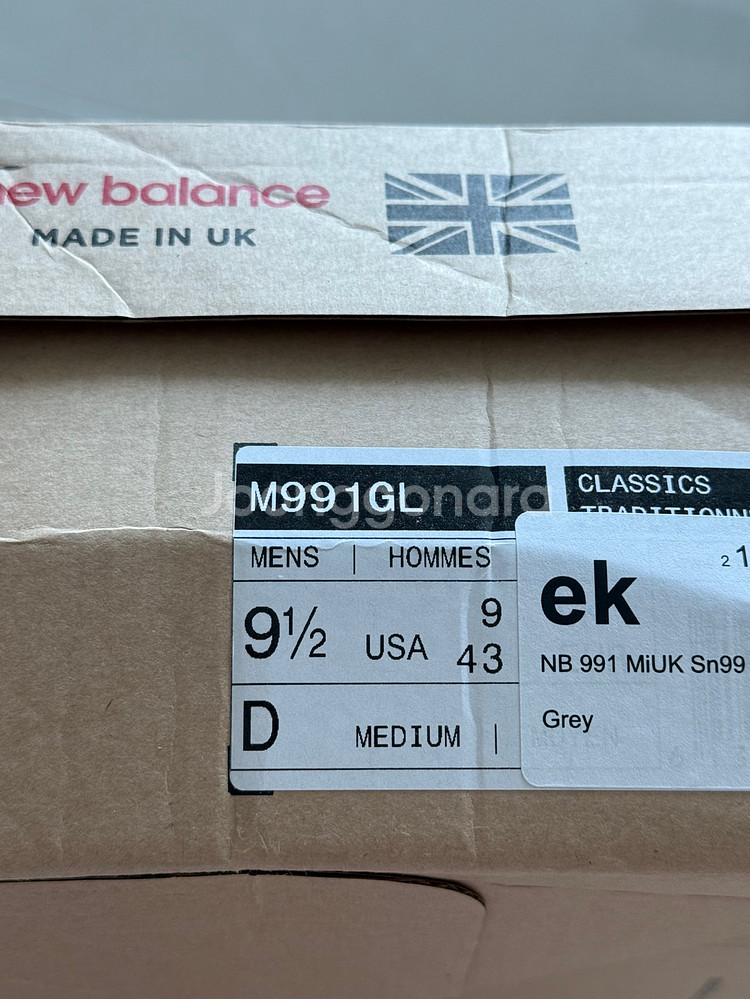 new balance
MADE IN UK
Joonggonara
M991GL
CLASSICS
MENS | HOMMES
9½ USA 9
43
D MEDIUM |
ek
NB 991 MiUK Sn99
Grey